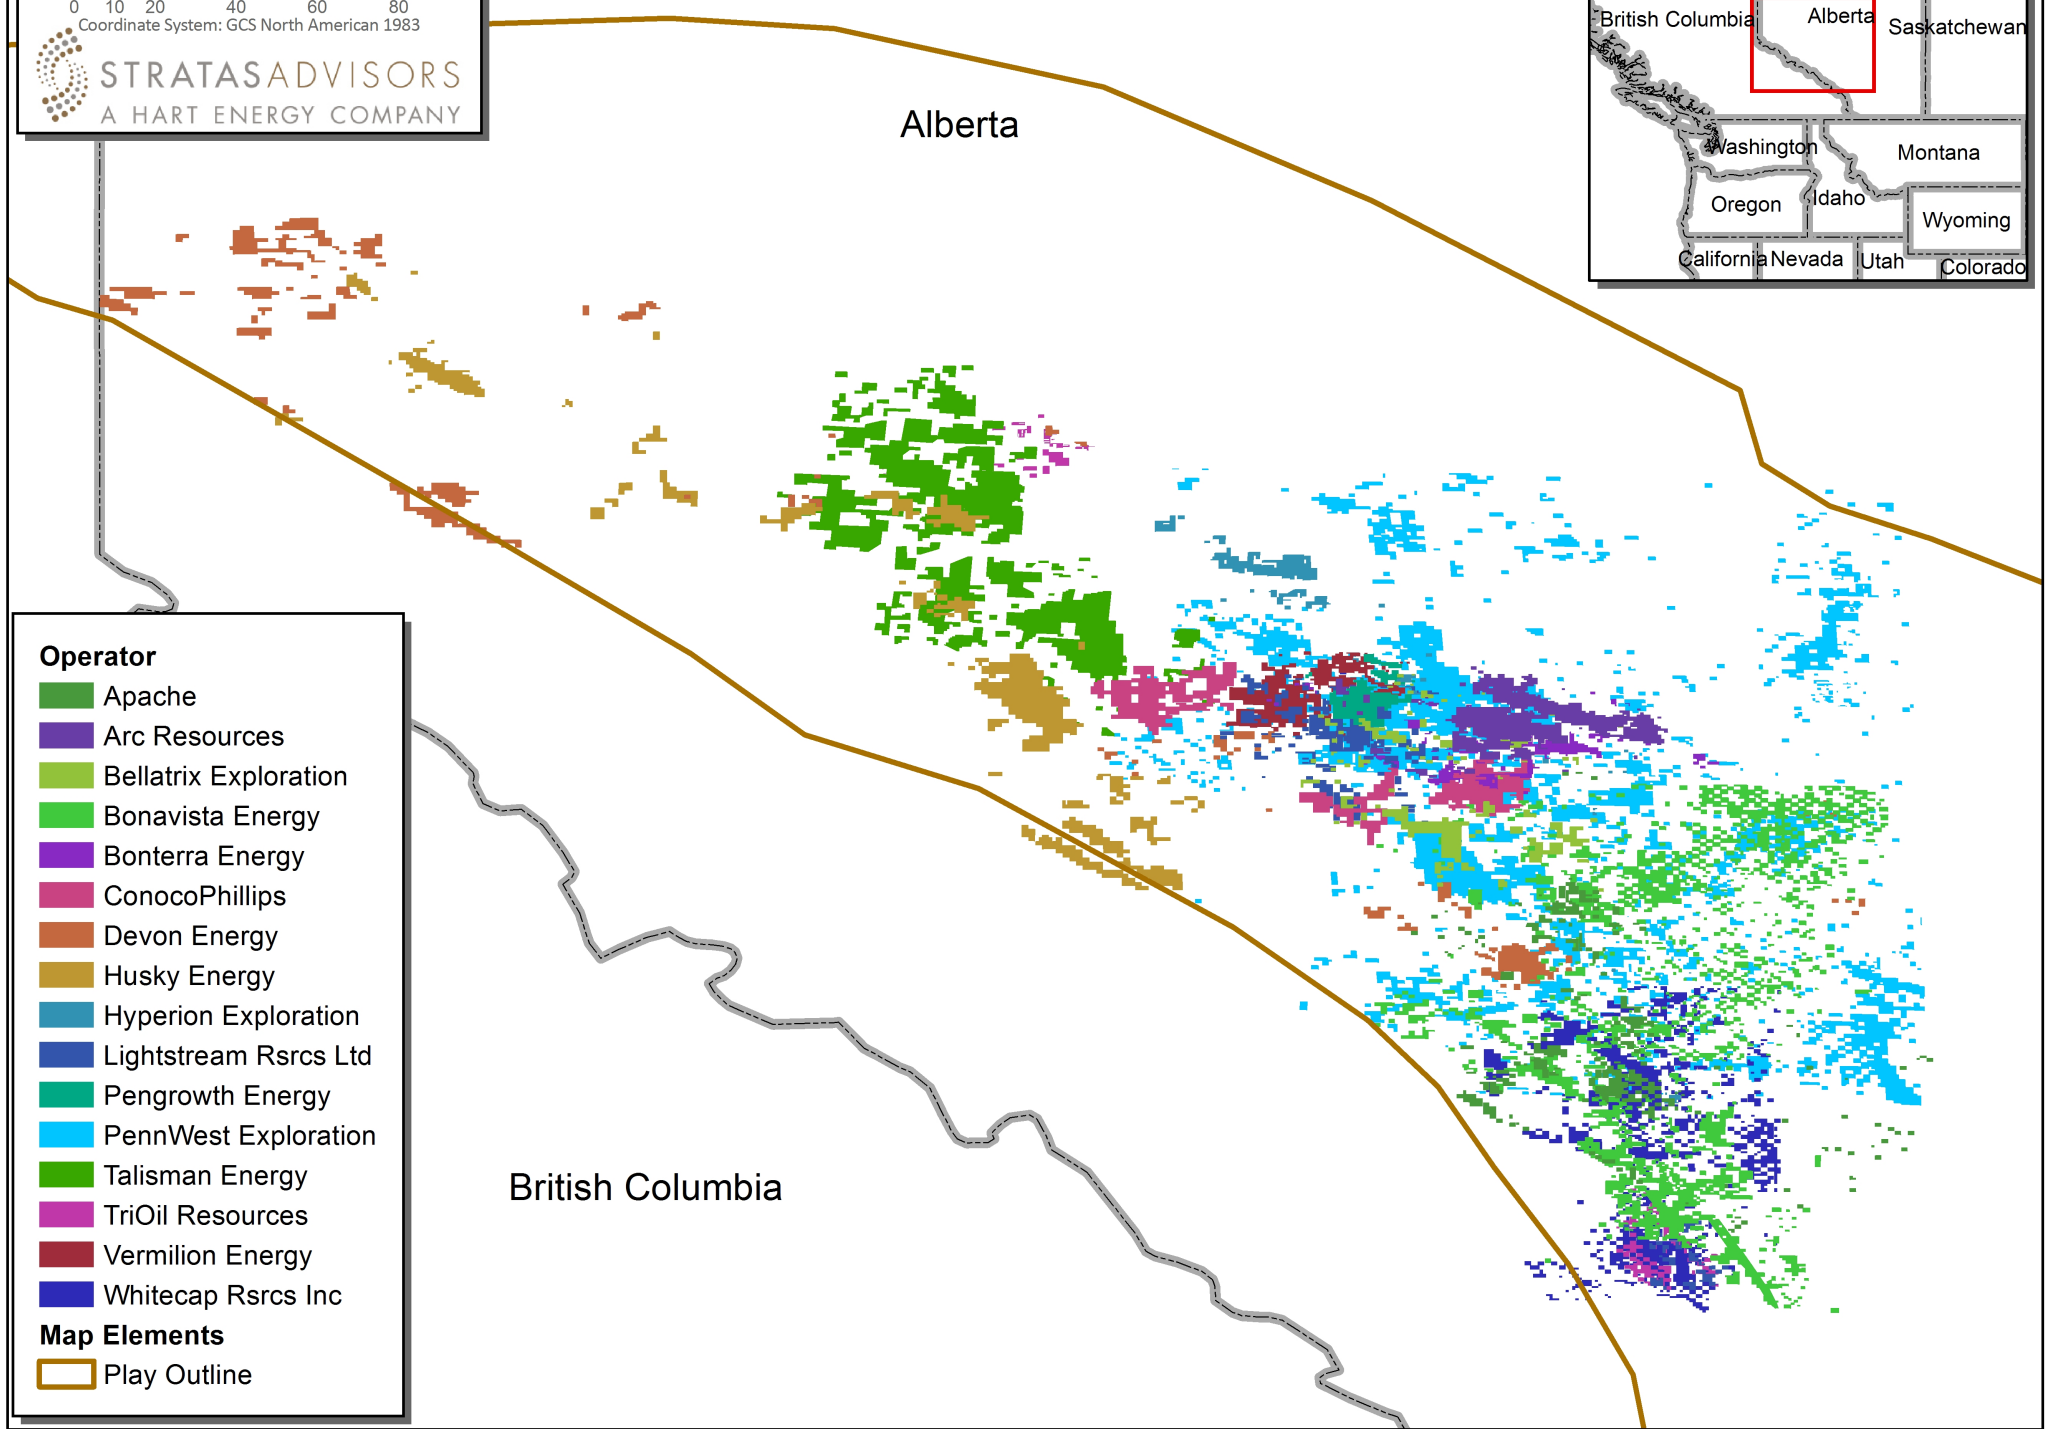 0 10 20 40 60 80
Coordinate System: GCS North American 1983
STRATASADVISORS
A HART ENERGY COMPANY
Alberta
British Columbia
Alberta
Saskatchewan
Washington
Montana
Oregon
Idaho
Wyoming
California
Nevada
Utah
Colorado
Operator
Apache
Arc Resources
Bellatrix Exploration
Bonavista Energy
Bonterra Energy
ConocoPhillips
Devon Energy
Husky Energy
Hyperion Exploration
Lightstream Rsrcs Ltd
Pengrowth Energy
PennWest Exploration
Talisman Energy
TriOil Resources
Vermilion Energy
Whitecap Rsrcs Inc
Map Elements
Play Outline
British Columbia